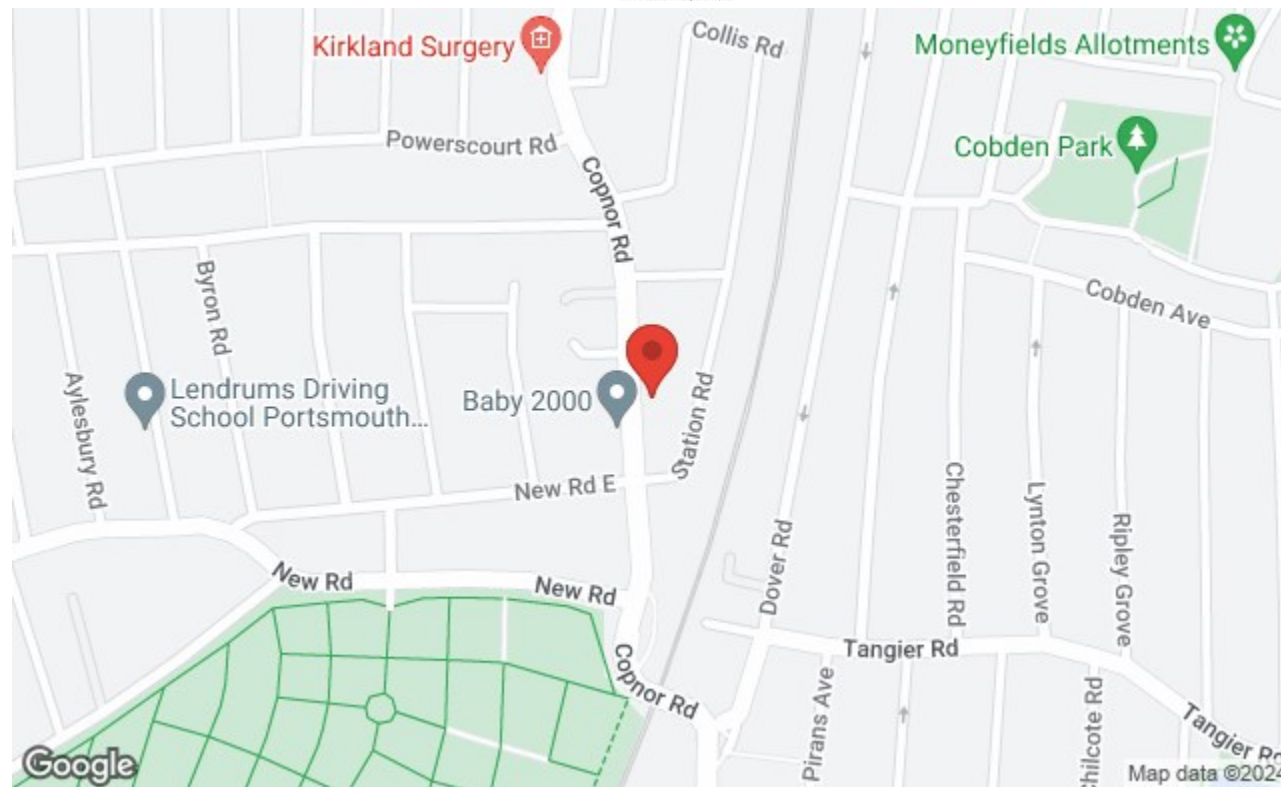 Kirkland Surgery
Collis Rd
Moneyfields Allotments
Powerscourt Rd
Cobden Park
Copnor Rd
Byron Rd
Cobden Ave
Aylesbury Rd
Lendrums Driving
School Portsmouth...
Baby 2000
Station Rd
New Rd E
Chesterfield Rd
Lynton Grove
Ripley Grove
Dover Rd
New Rd
New Rd
Tangier Rd
Copnor Rd
Pirans Ave
hilcote Rd
Tangier Rd
Google
Map data ©2024